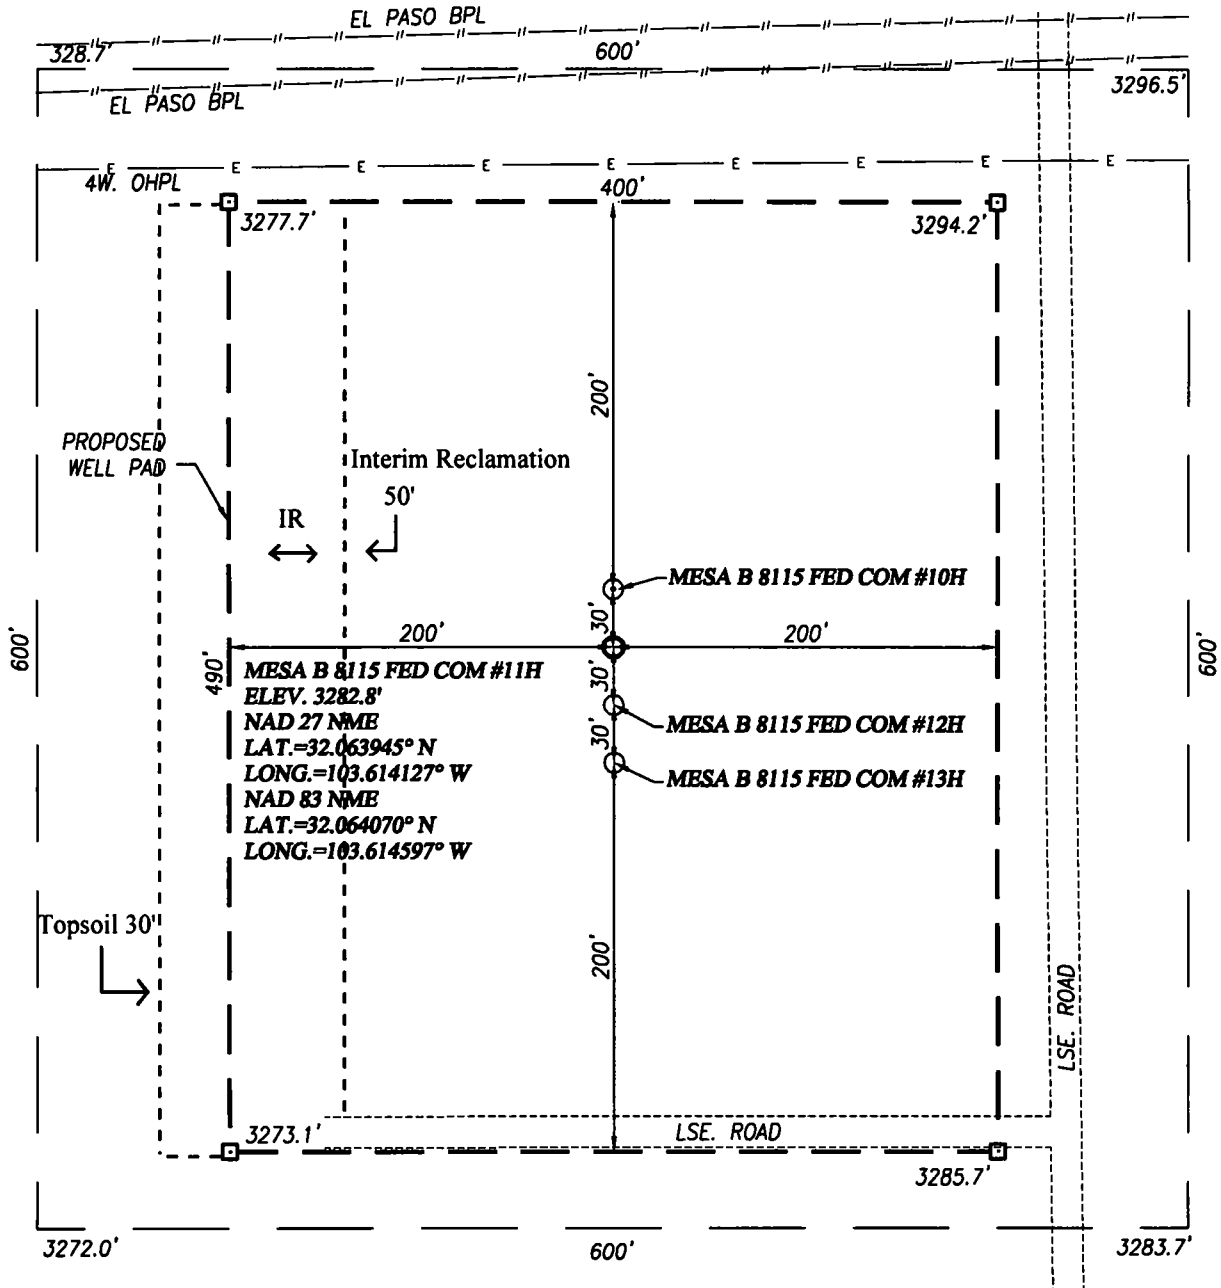 EL PASO BPL
328.7'
600'
3296.5'
EL PASO BPL
E E E E E E E E E
4W. OHPL
400'
3277.7'
3294.2'
200'
PROPOSED
WELL PAD
Interim Reclamation
50'
IR
MESA B 8115 FED COM #10H
30'
600'
490'
200'
200'
600'
MESA B 8115 FED COM #11H
ELEV. 3282.8'
NAD 27 NME
LAT.=32.063945° N
LONG.=103.614127° W
NAD 83 NME
LAT.=32.064070° N
LONG.=103.614597° W
30'
MESA B 8115 FED COM #12H
30'
MESA B 8115 FED COM #13H
Topsoil 30'
200'
LSE. ROAD
3273.1'
LSE. ROAD
3285.7'
3272.0'
600'
3283.7'